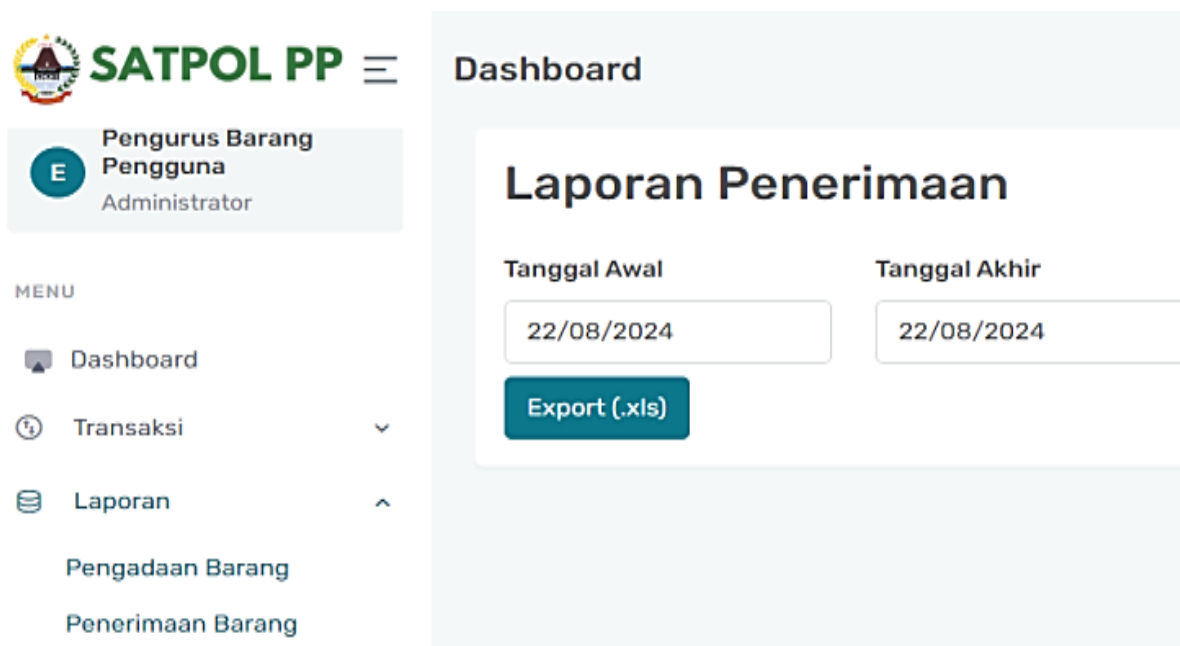 SATPOL PP
Pengurus Barang
Pengguna
Administrator
E
MENU
Dashboard
Transaksi
Laporan
Pengadaan Barang
Penerimaan Barang
Dashboard
Laporan Penerimaan
Tanggal Awal
Tanggal Akhir
22/08/2024
22/08/2024
Export (.xls)